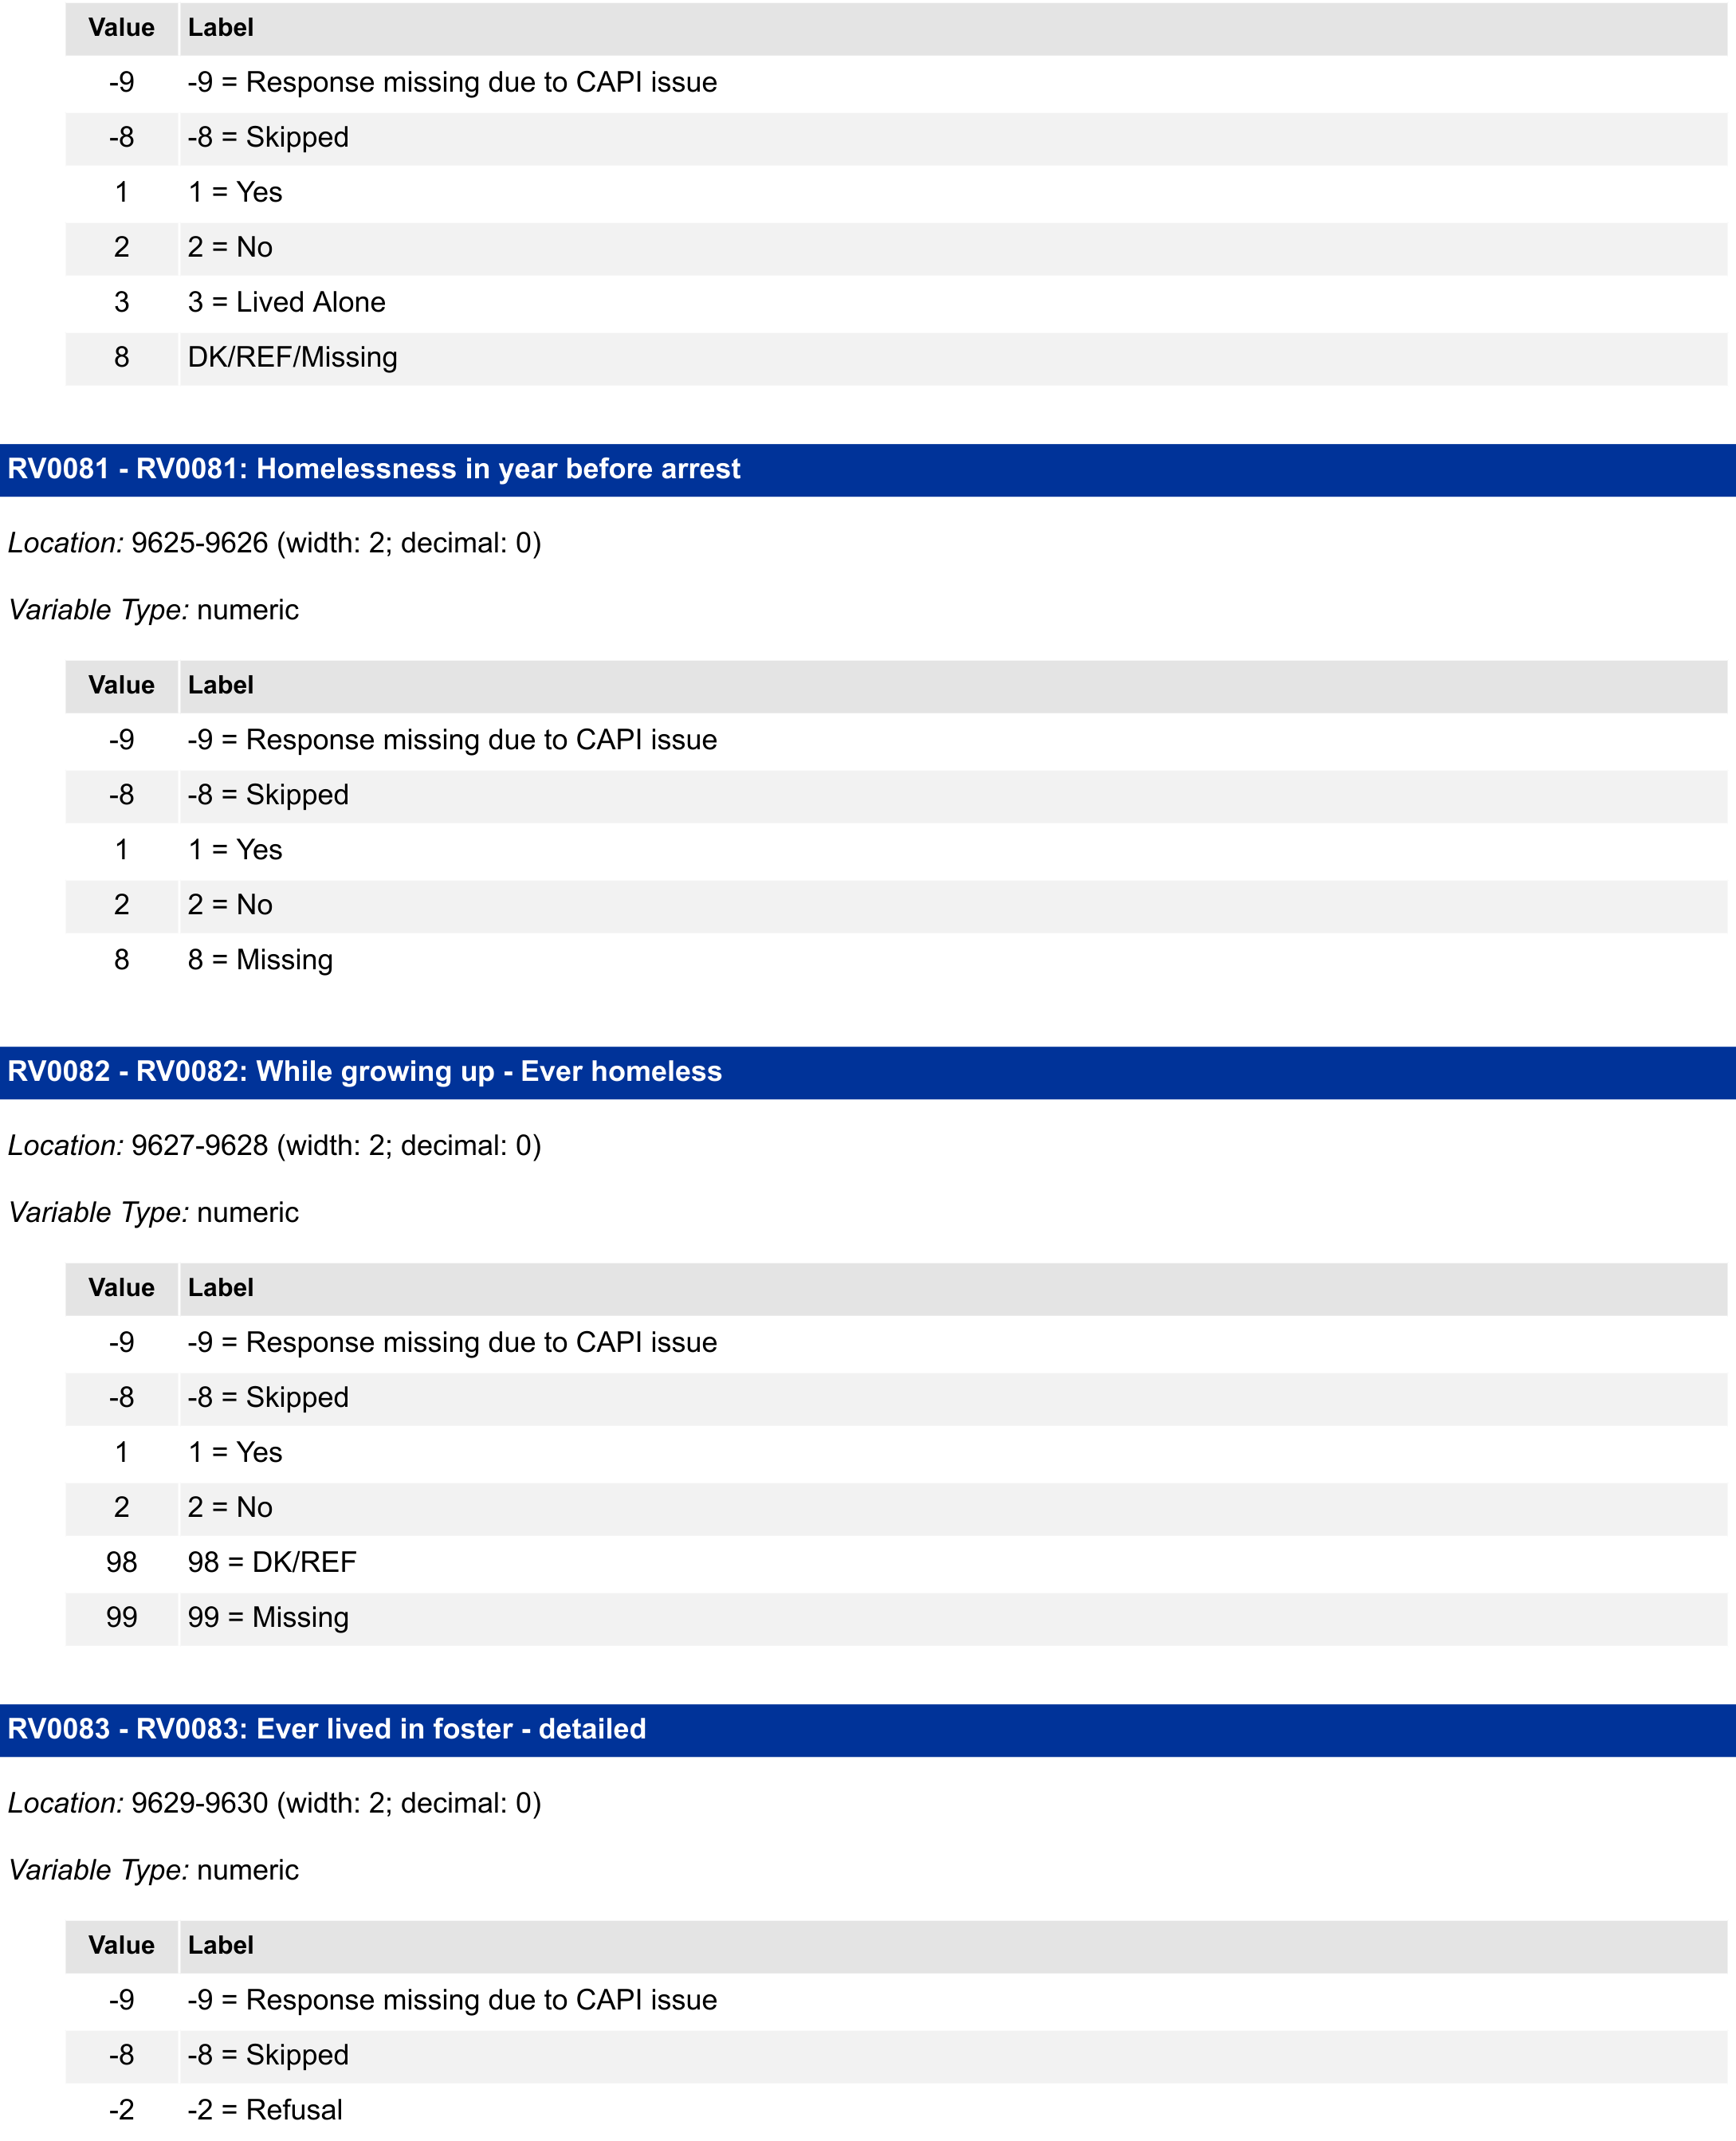 Value Label
-9 -9 = Response missing due to CAPI issue
-8 -8 = Skipped
1 1 = Yes
2 2 = No
3 3 = Lived Alone
8 DK/REF/Missing
RV0081 - RV0081: Homelessness in year before arrest
Location: 9625-9626 (width: 2; decimal: 0)
Variable Type: numeric
Value Label
-9 -9 = Response missing due to CAPI issue
-8 -8 = Skipped
1 1 = Yes
2 2 = No
8 8 = Missing
RV0082 - RV0082: While growing up - Ever homeless
Location: 9627-9628 (width: 2; decimal: 0)
Variable Type: numeric
Value Label
-9 -9 = Response missing due to CAPI issue
-8 -8 = Skipped
1 1 = Yes
2 2 = No
98 98 = DK/REF
99 99 = Missing
RV0083 - RV0083: Ever lived in foster - detailed
Location: 9629-9630 (width: 2; decimal: 0)
Variable Type: numeric
Value Label
-9 -9 = Response missing due to CAPI issue
-8 -8 = Skipped
-2 -2 = Refusal